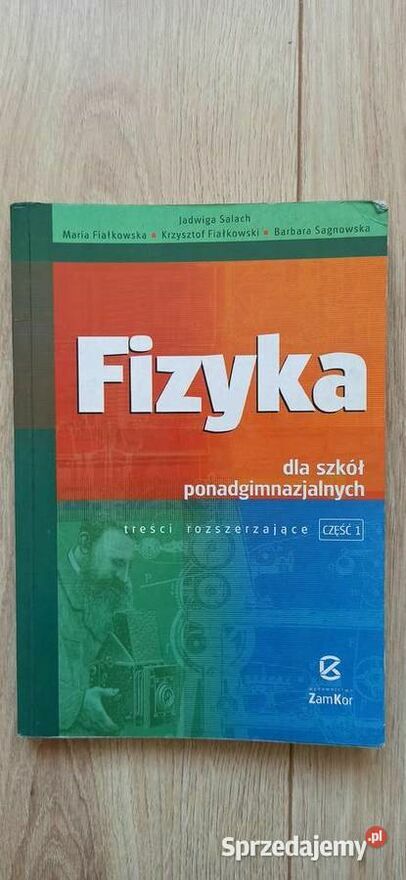 Jadwiga Salach
Maria Fiałkowska ■ Krzysztof Fiałkowski ■ Barbara Sagnowska
Fizyka
dla szkół
ponadgimnazjalnych
treści rozszerzające CZĘŚĆ 1
WYDAWNICTWO
ZamKor
Sprzedajemy.pl